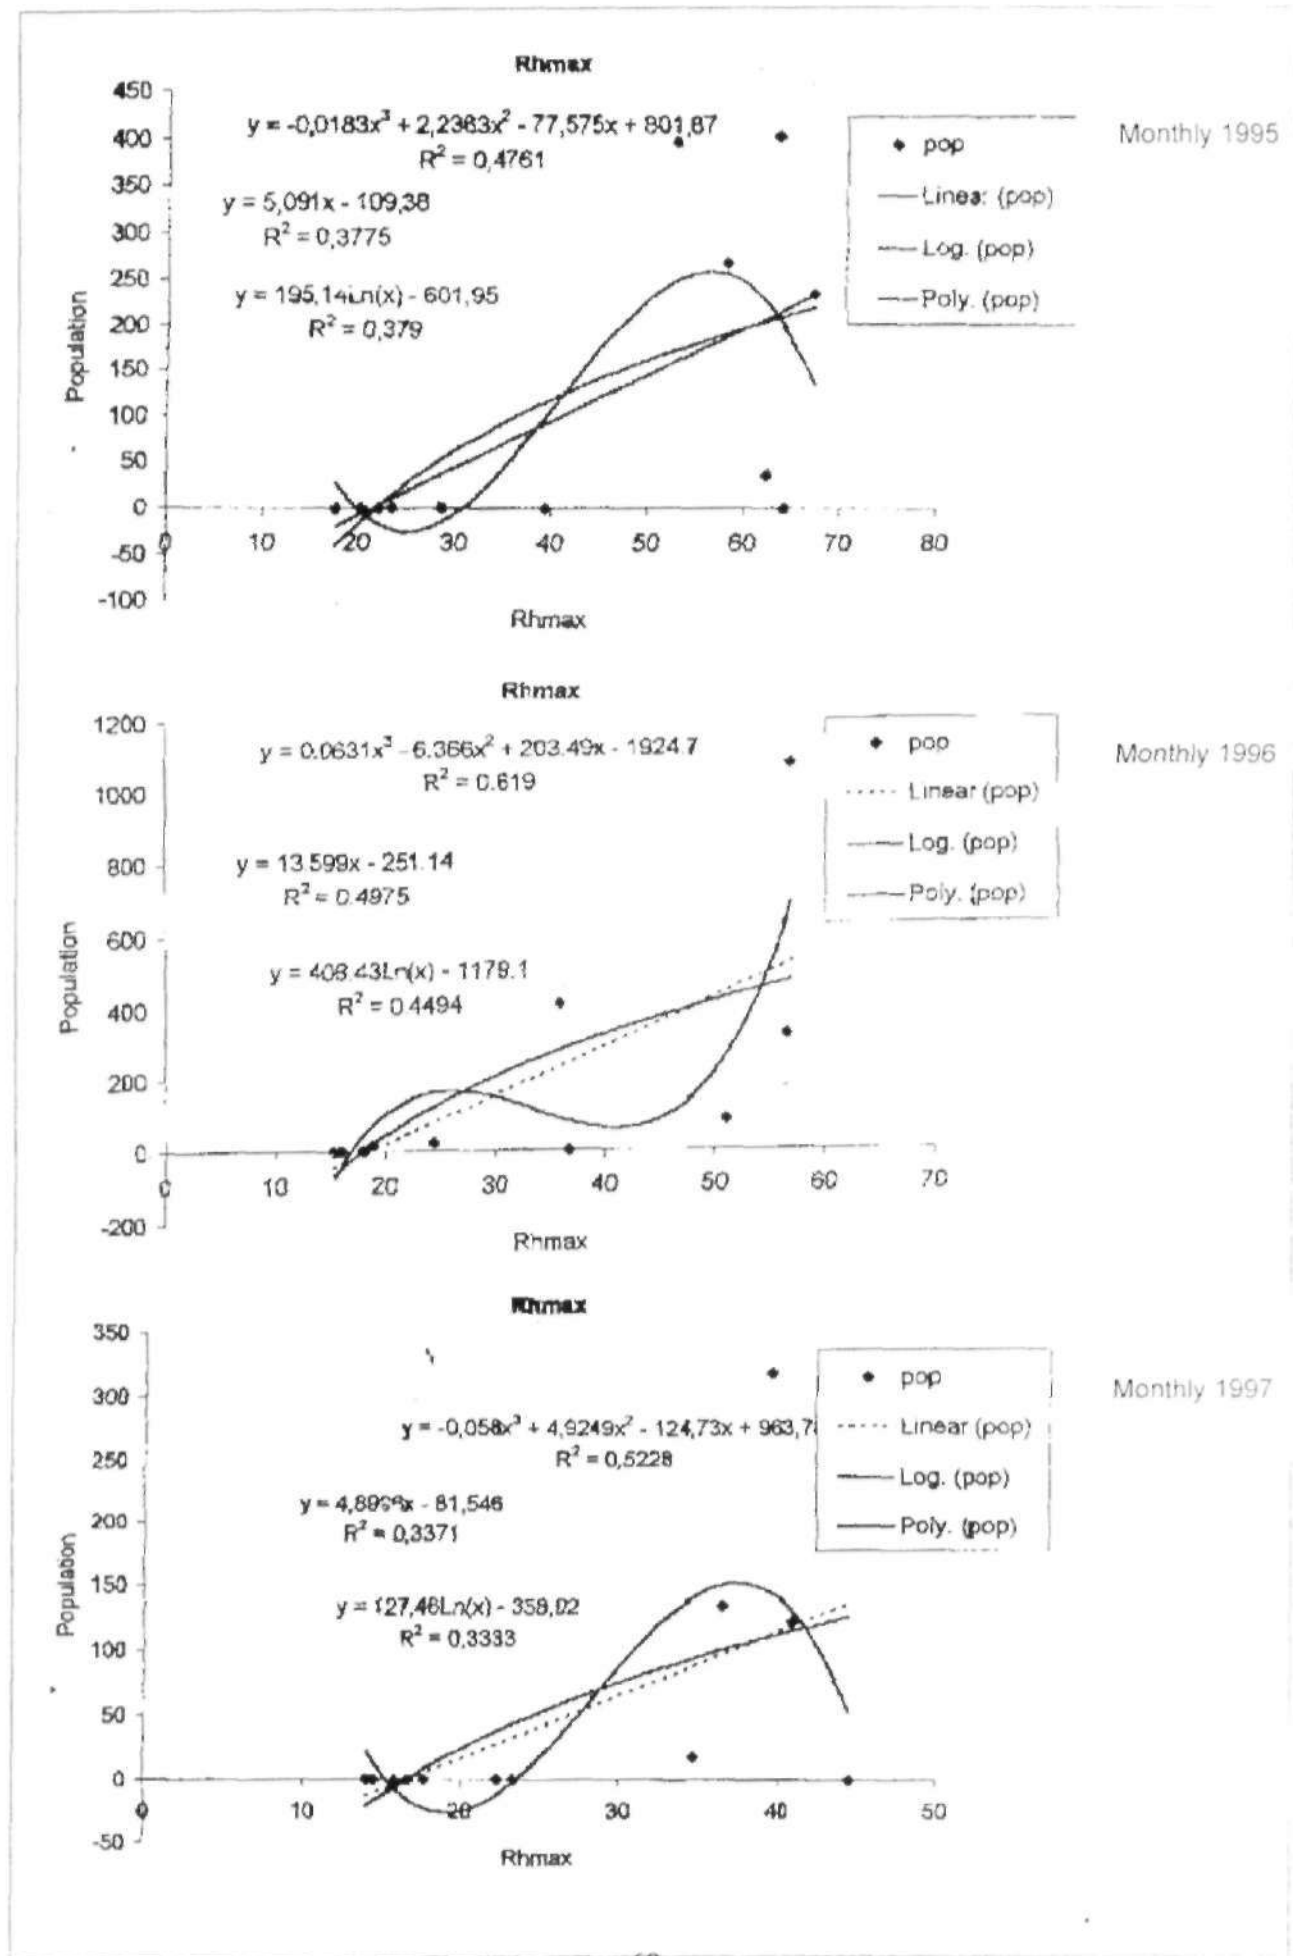 Rhmax
Monthly 1995
y = -0,0183x³ + 2,2363x² - 77,575x + 801,87
R² = 0,4761
y = 5,091x - 109,38
R² = 0,3775
y = 195,14Ln(x) - 601,95
R² = 0,379
pop
Linear (pop)
Log. (pop)
Poly. (pop)
Population
450
400
350
300
250
200
150
100
50
0
-50
-100
0 10 20 30 40 50 60 70 80
Rhmax
Rhmax
Monthly 1996
y = 0.0631x³ - 6.366x² + 203.49x - 1924.7
R² = 0.619
y = 13.599x - 251.14
R² = 0.4975
y = 408.43Ln(x) - 1179.1
R² = 0.4494
pop
Linear (pop)
Log. (pop)
Poly. (pop)
Population
1200
1000
800
600
400
200
0
-200
0 10 20 30 40 50 60 70
Rhmax
Rhmax
Monthly 1997
y = -0,058x³ + 4,9249x² - 124,73x + 963,7
R² = 0,5228
x - 81,546
R² = 0,3371
y = 127,46Ln(x) - 358,02
R² = 0,3333
pop
Linear (pop)
Log. (pop)
Poly. (pop)
Population
350
300
250
200
150
100
50
0
-50
0 10 20 30 40 50
Rhmax